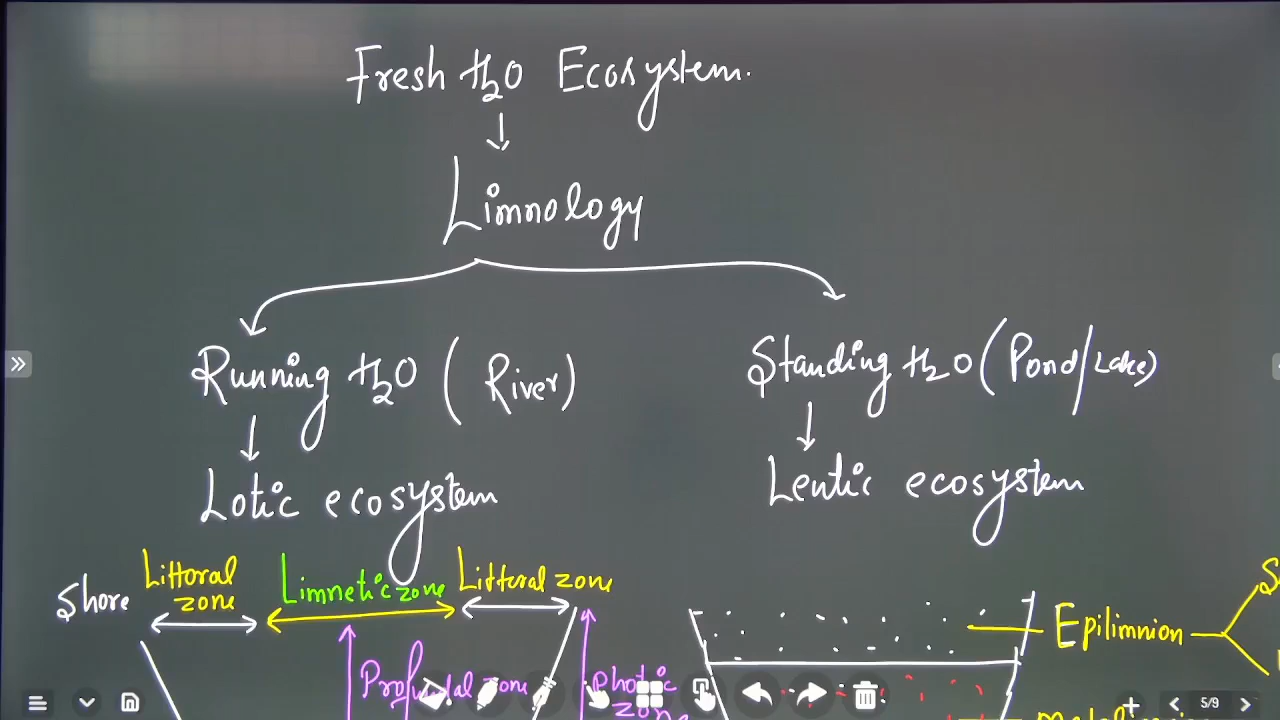 Fresh H2O Ecosystem.
Limnology
Running H2O (River)
Standing H2O (Pond/Lake)
Lotic ecosystem
Lentic ecosystem
Shore
Littoral zone
Limnetic zone
Littoral zone
Epilimnion
Profundal zone
Photic zone
5/9